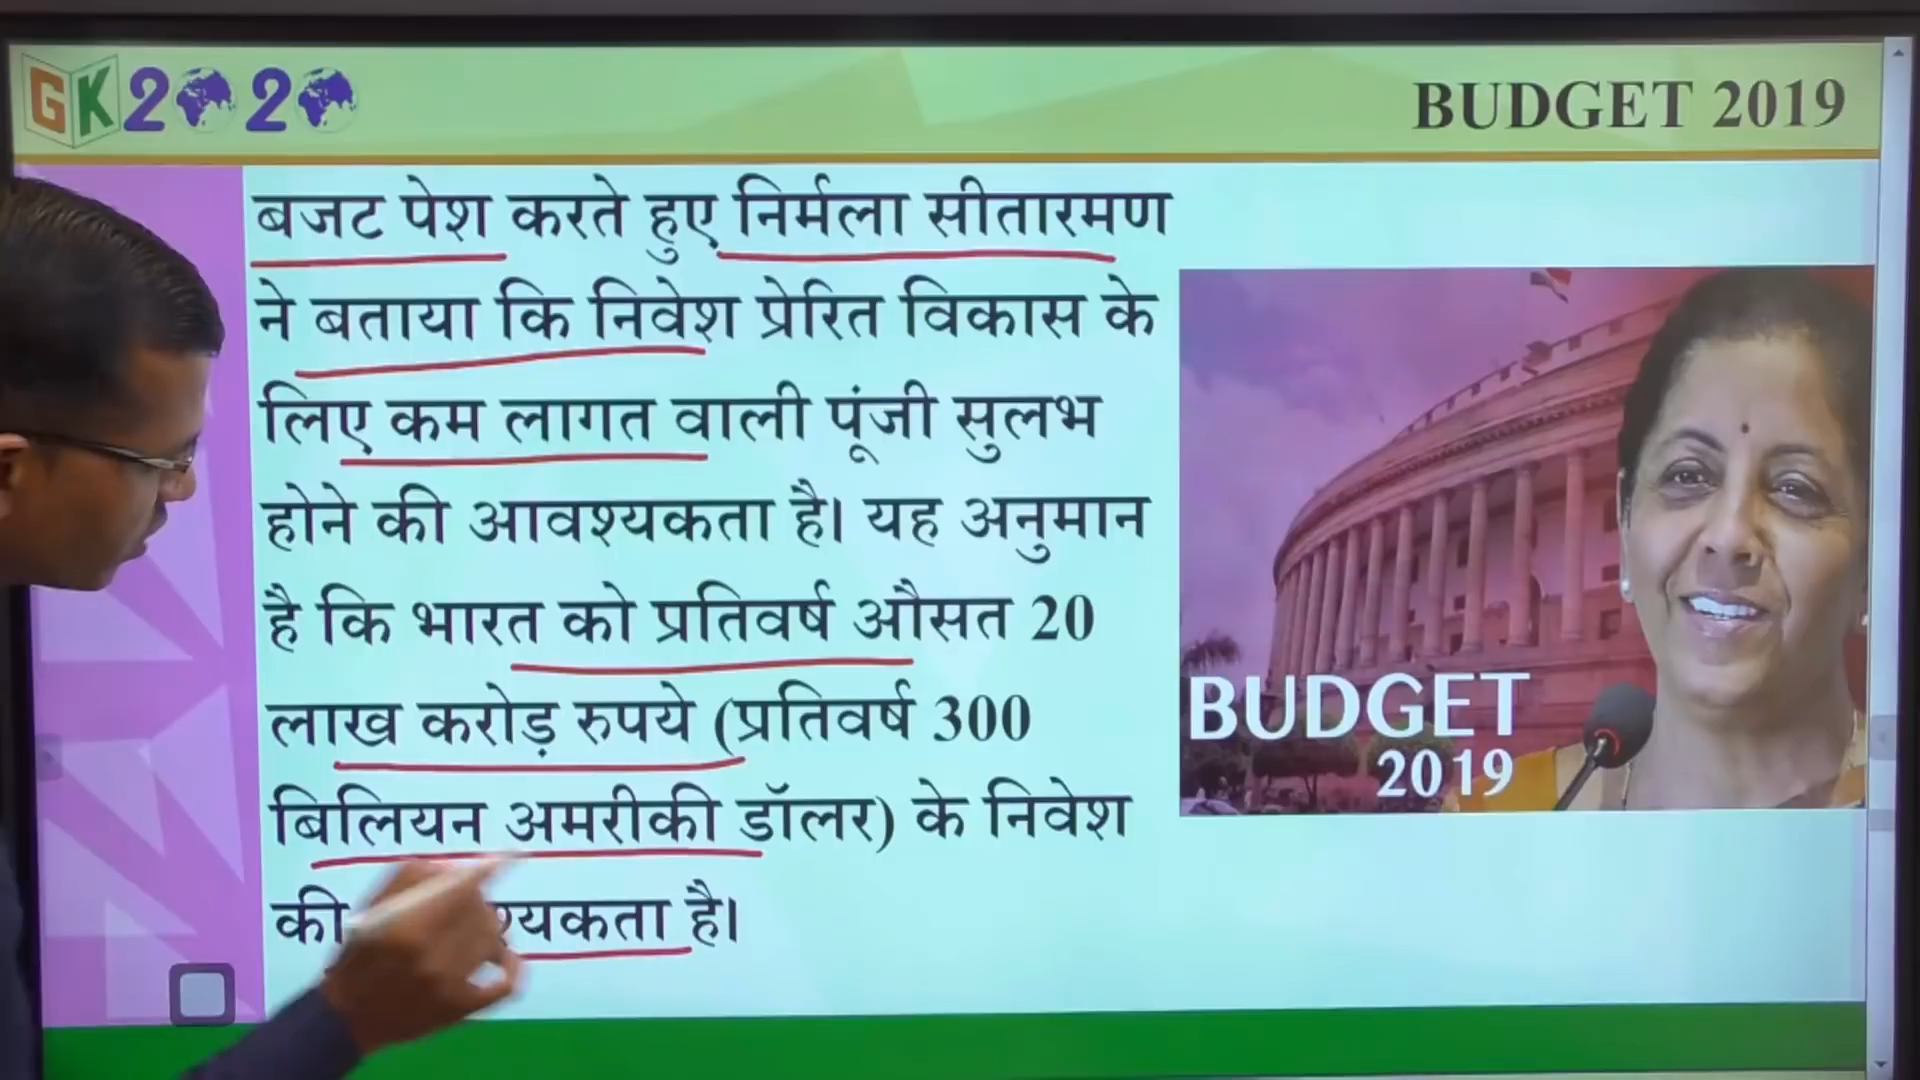 GK2020
BUDGET 2019
बजट पेश करते हुए निर्मला सीतारमण
ने बताया कि निवेश प्रेरित विकास के
लिए कम लागत वाली पूंजी सुलभ
होने की आवश्यकता है। यह अनुमान
है कि भारत को प्रतिवर्ष औसत 20
लाख करोड़ रुपये (प्रतिवर्ष 300
बिलियन अमरीकी डॉलर) के निवेश
की है।
BUDGET
2019